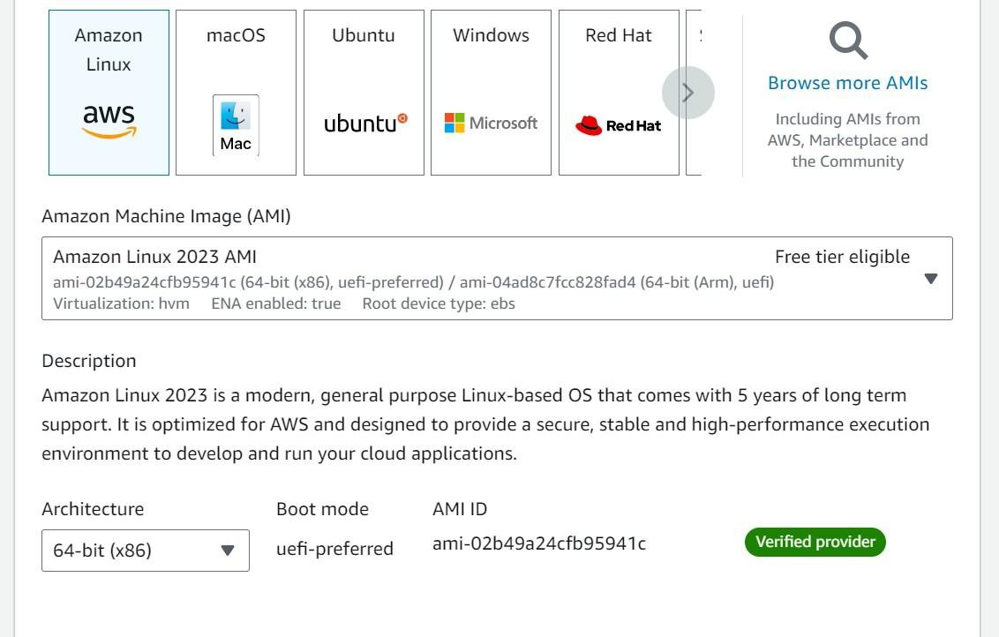 Amazon
Linux
aws
macOS
Mac
Ubuntu
ubuntu
Windows
Microsoft
Red Hat
Red Hat
Browse more AMIs
Including AMIs from
AWS, Marketplace and
the Community
Amazon Machine Image (AMI)
Amazon Linux 2023 AMI
Free tier eligible
ami-02b49a24cfb95941c (64-bit (x86), uefi-preferred) / ami-04ad8c7fcc828fad4 (64-bit (Arm), uefi)
Virtualization: hvm ENA enabled: true Root device type: ebs
Description
Amazon Linux 2023 is a modern, general purpose Linux-based OS that comes with 5 years of long term
support. It is optimized for AWS and designed to provide a secure, stable and high-performance execution
environment to develop and run your cloud applications.
Architecture
64-bit (x86)
Boot mode
uefi-preferred
AMI ID
ami-02b49a24cfb95941c
Verified provider